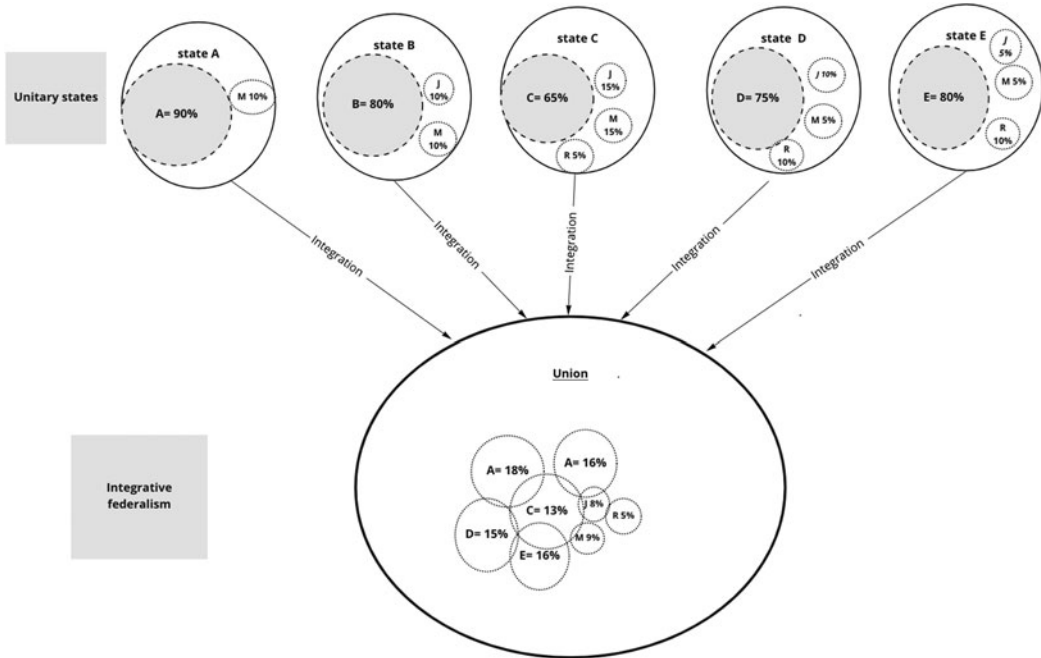 Unitary states
state A
A= 90%
M 10%
state B
B= 80%
J
10%
M
10%
state C
C= 65%
J
15%
M
15%
R 5%
state D
D= 75%
J 10%
M 5%
R
10%
state E
E= 80%
J
5%
M 5%
R
10%
Integration
Integration
Integration
Integration
Integration
Union
Integrative
federalism
A= 18%
A= 16%
C= 13%
J 8%
R 5%
D= 15%
M 9%
E= 16%